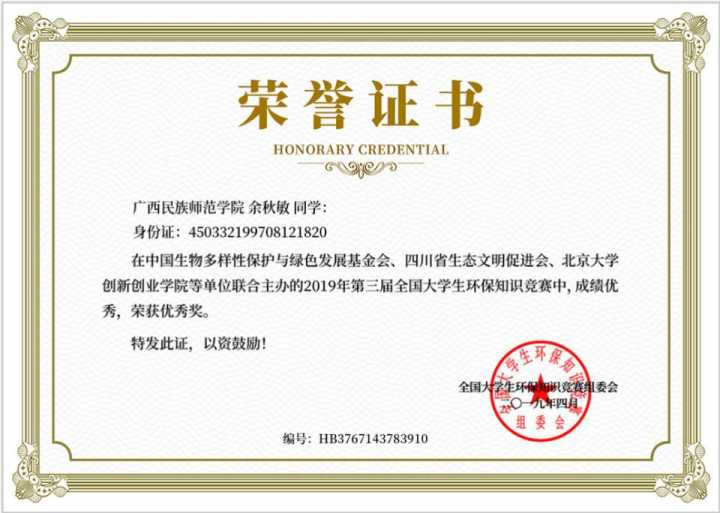 荣誉证书
HONORARY CREDENTIAL
广西民族师范学院 余秋敏 同学：
身份证：450332199708121820
在中国生物多样性保护与绿色发展基金会、四川省生态文明促进会、北京大学
创新创业学院等单位联合主办的2019年第三届全国大学生环保知识竞赛中, 成绩优
秀，荣获优秀奖。
特发此证，以资鼓励！
全国大学生环保知识竞赛组委会
二〇一九年四月
全国大学生环保知识竞赛
组委会
编号：HB3767143783910